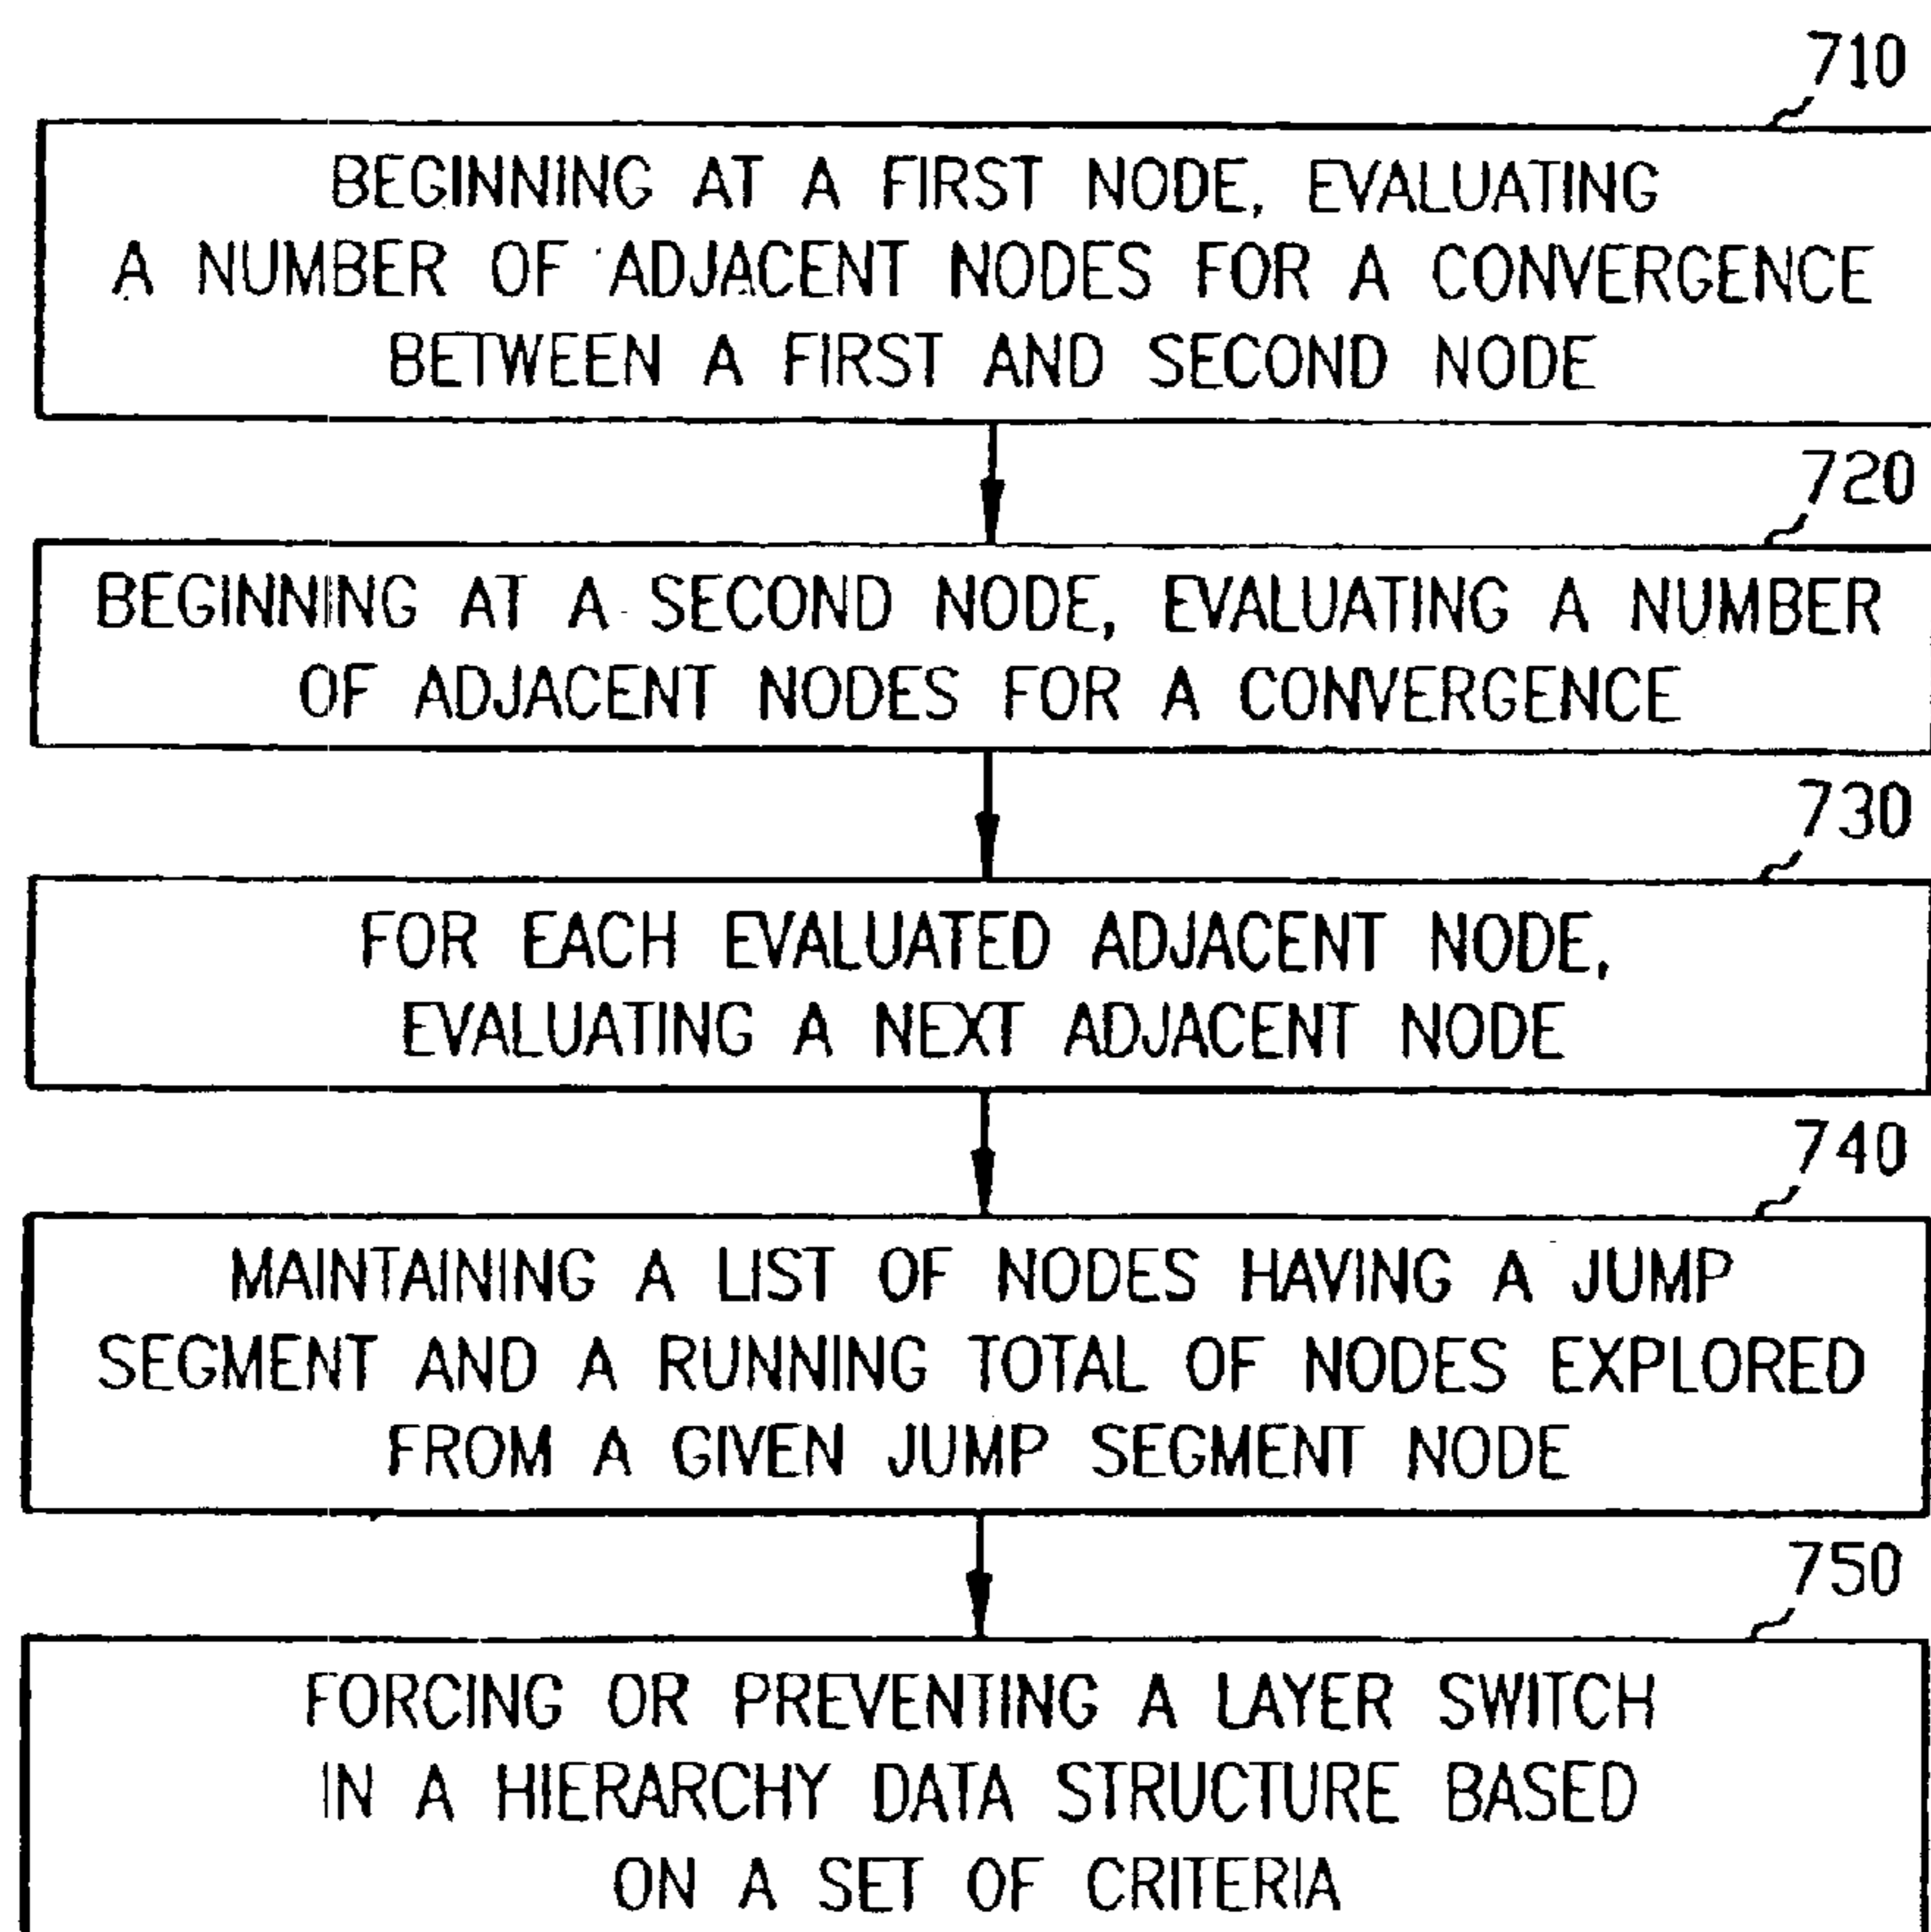 710
BEGINNING AT A FIRST NODE, EVALUATING
A NUMBER OF ADJACENT NODES FOR A CONVERGENCE
BETWEEN A FIRST AND SECOND NODE
720
BEGINNING AT A SECOND NODE, EVALUATING A NUMBER
OF ADJACENT NODES FOR A CONVERGENCE
730
FOR EACH EVALUATED ADJACENT NODE,
EVALUATING A NEXT ADJACENT NODE
740
MAINTAINING A LIST OF NODES HAVING A JUMP
SEGMENT AND A RUNNING TOTAL OF NODES EXPLORED
FROM A GIVEN JUMP SEGMENT NODE
750
FORCING OR PREVENTING A LAYER SWITCH
IN A HIERARCHY DATA STRUCTURE BASED
ON A SET OF CRITERIA